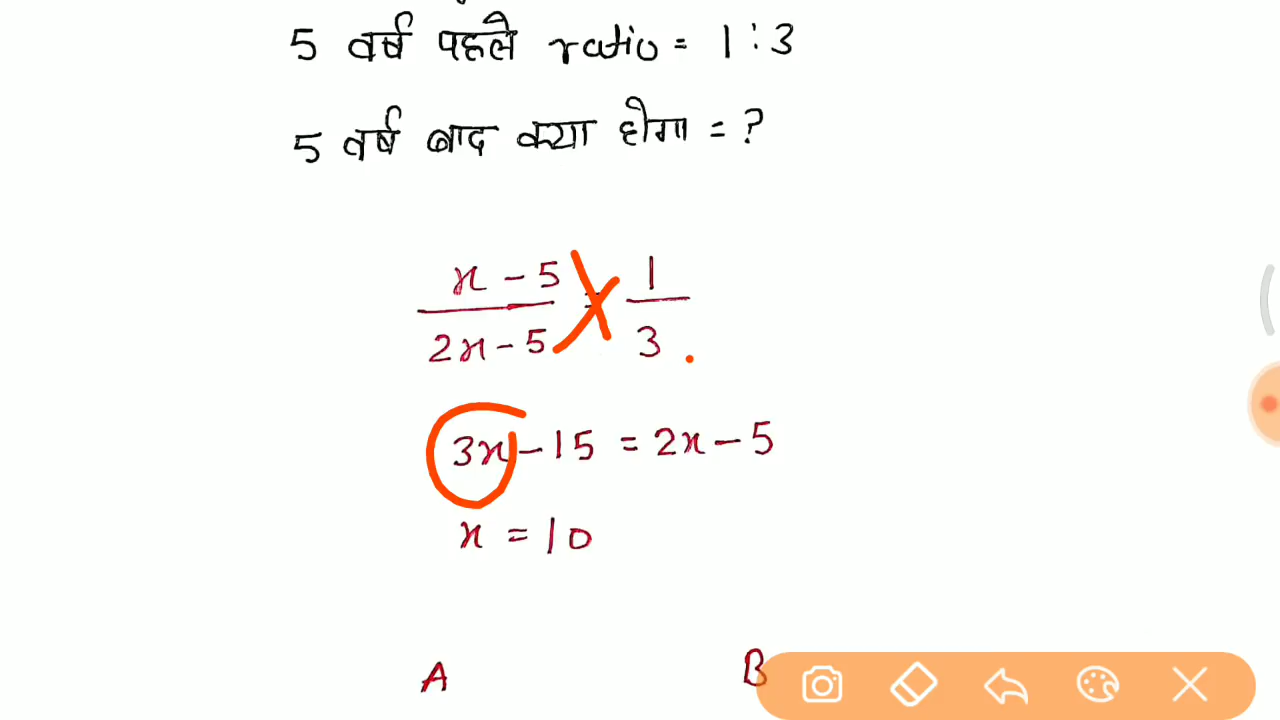 5 वर्ष पहले ratio = 1:3
5 वर्ष बाद क्या होगा = ?
x - 5 / 2x - 5 = 1 / 3
3x - 15 = 2x - 5
x = 10
A B